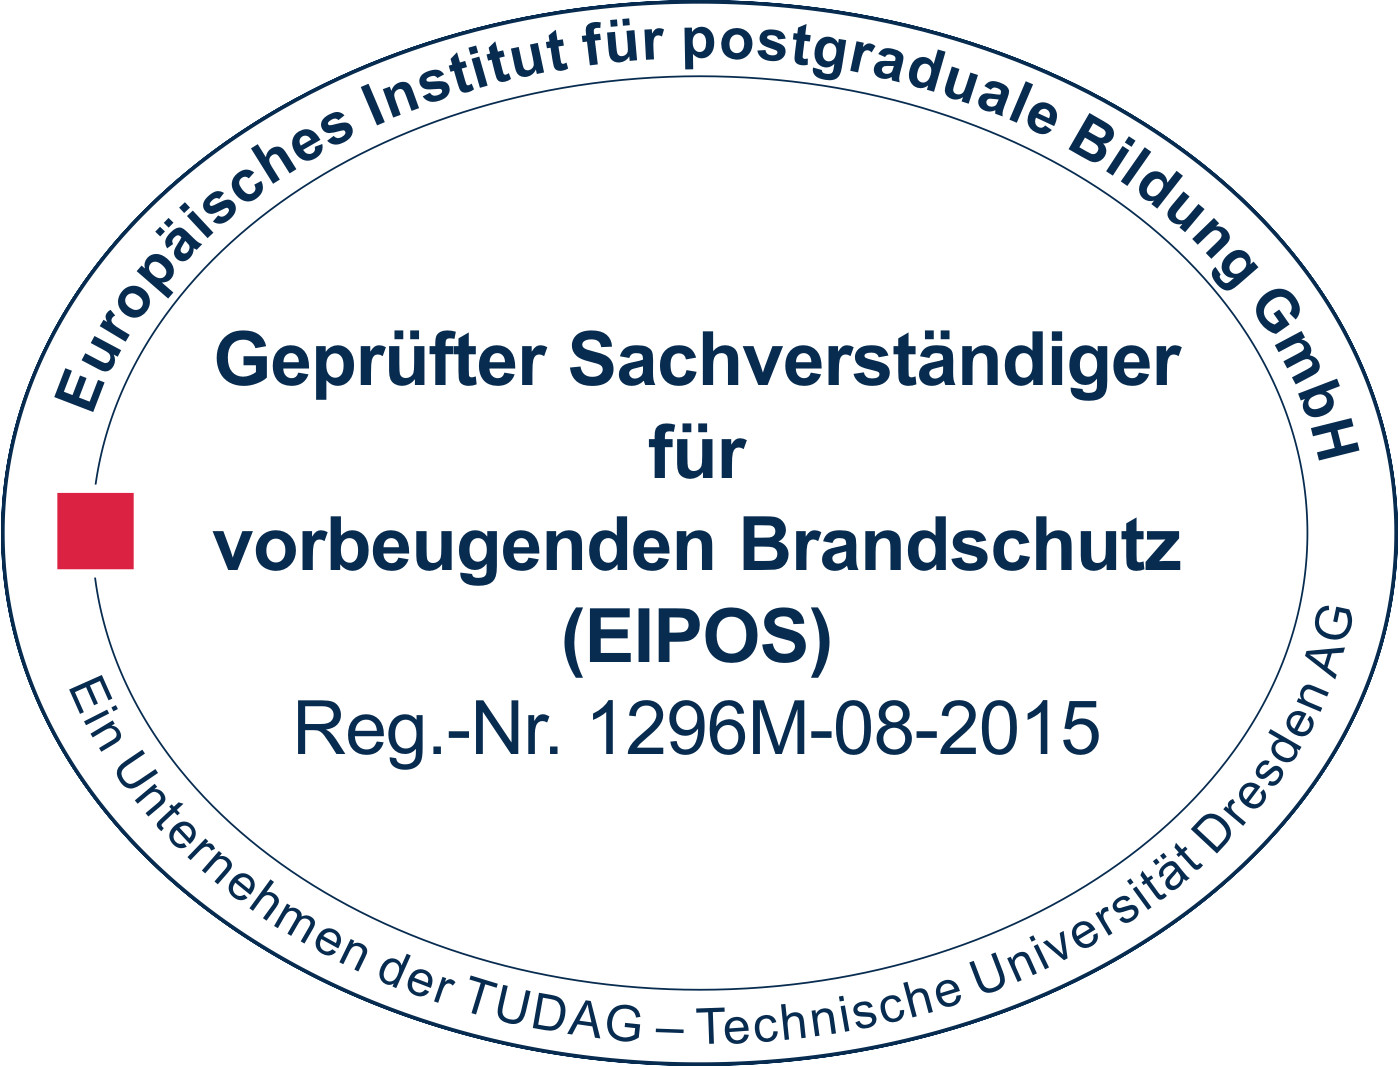 Europäisches Institut für postgraduale Bildung GmbH
Geprüfter Sachverständiger
für
vorbeugenden Brandschutz
(EIPOS)
Reg.-Nr. 1296M-08-2015
Ein Unternehmen der TUDAG – Technische Universität Dresden AG